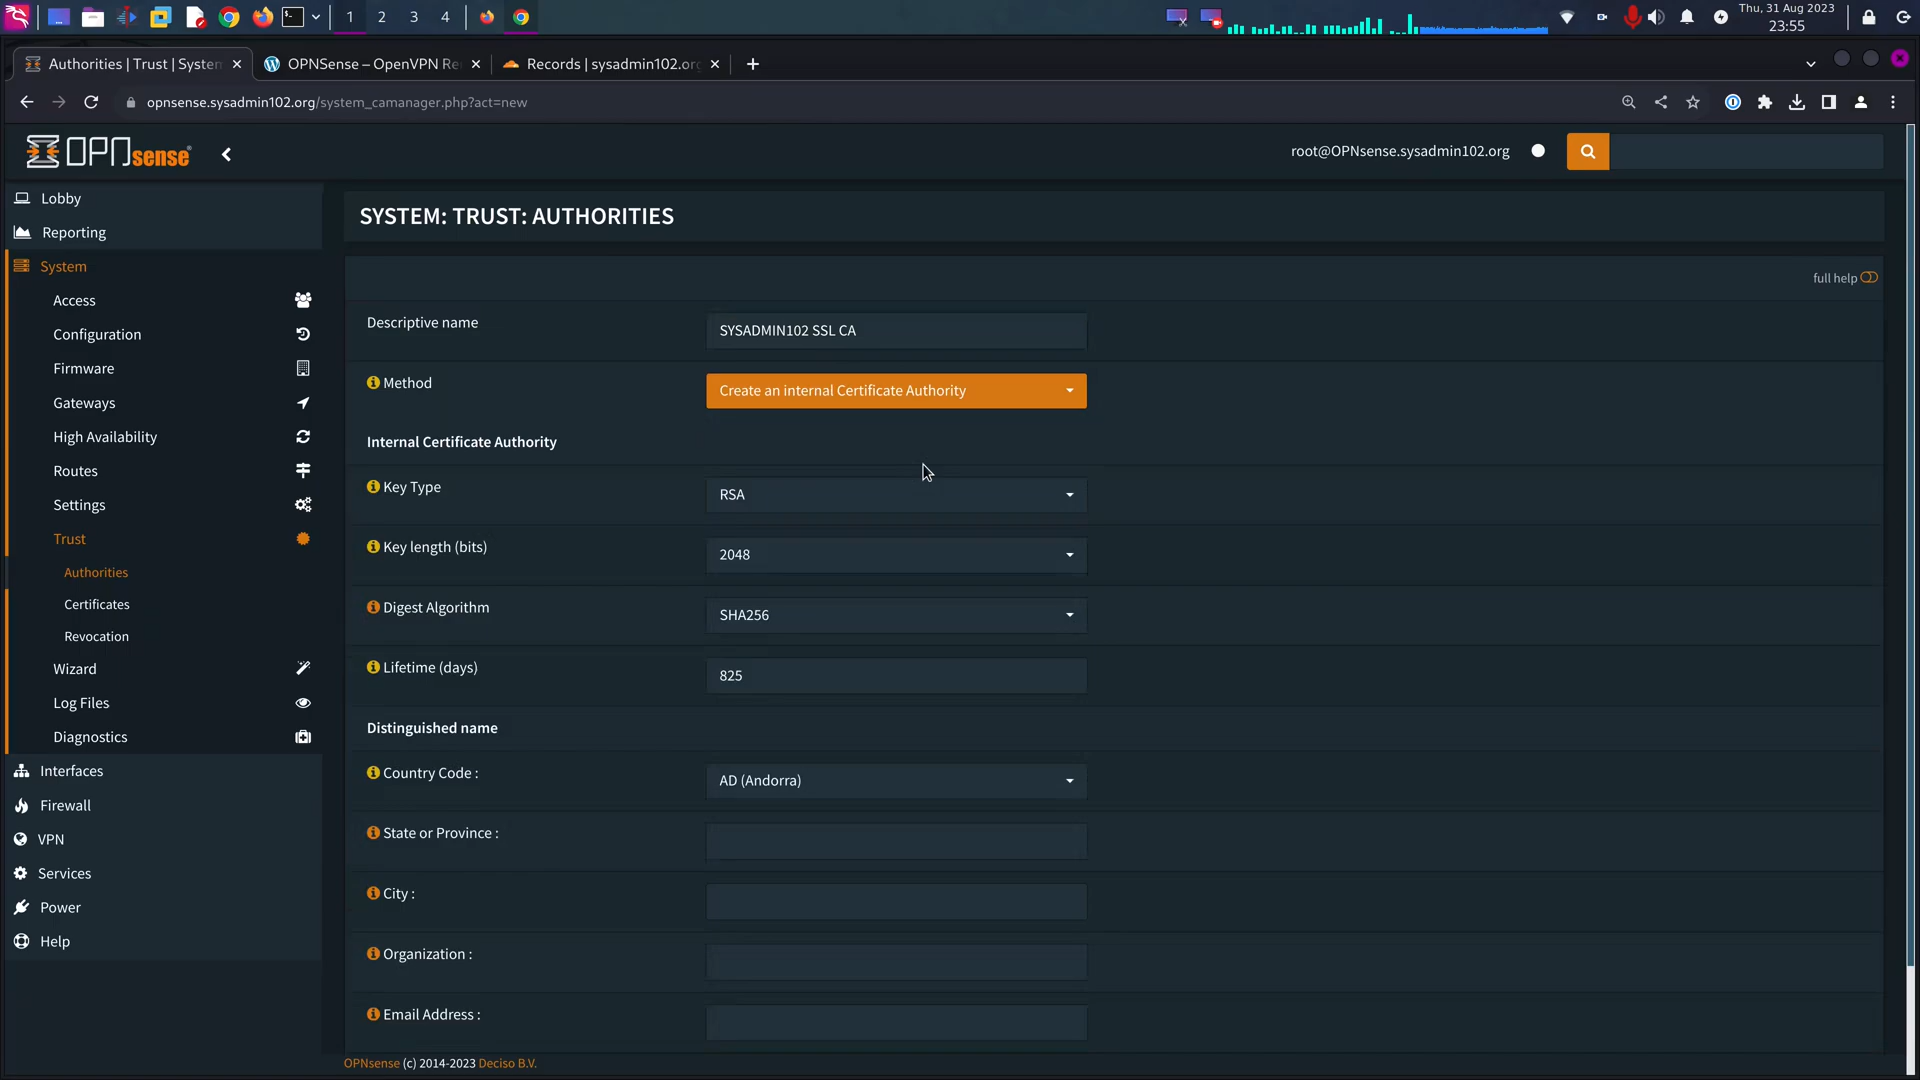 1 2 3 4
Thu, 31 Aug 2023
23:55
Authorities | Trust | System
OPNSense – OpenVPN Re
Records | sysadmin102.org
opnsense.sysadmin102.org/system_camanager.php?act=new
OPNsense
root@OPNsense.sysadmin102.org
Lobby
Reporting
System
Access
Configuration
Firmware
Gateways
High Availability
Routes
Settings
Trust
Authorities
Certificates
Revocation
Wizard
Log Files
Diagnostics
Interfaces
Firewall
VPN
Services
Power
Help
SYSTEM: TRUST: AUTHORITIES
full help
Descriptive name
SYSADMIN102 SSL CA
Method
Create an internal Certificate Authority
Internal Certificate Authority
Key Type
RSA
Key length (bits)
2048
Digest Algorithm
SHA256
Lifetime (days)
825
Distinguished name
Country Code :
AD (Andorra)
State or Province :
City :
Organization :
Email Address :
OPNsense (c) 2014-2023 Deciso B.V.